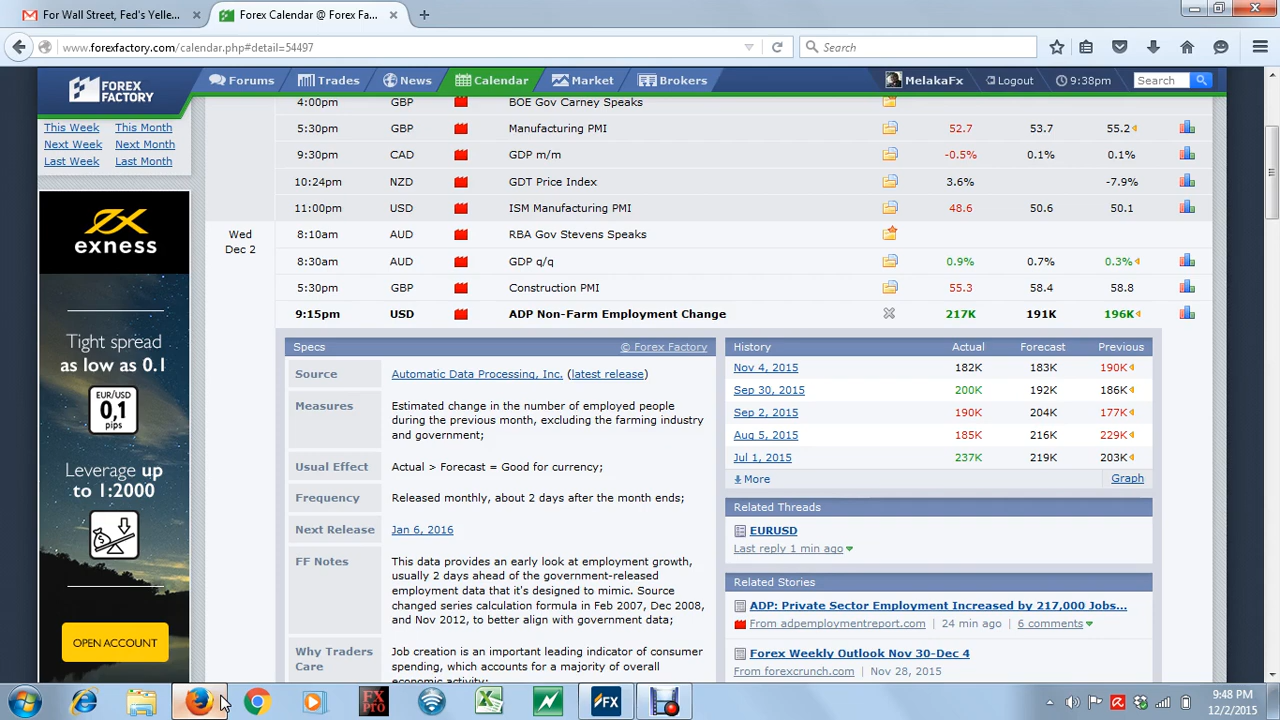 For Wall Street, Fed's Yelle...
Forex Calendar @ Forex Fa...
www.forexfactory.com/calendar.php#detail=54497
Search
FOREX FACTORY
Forums
Trades
News
Calendar
Market
Brokers
MelakaFx
Logout
9:38pm
Search
This Week This Month
Next Week Next Month
Last Week Last Month
4:00pm GBP BOE Gov Carney Speaks
5:30pm GBP Manufacturing PMI 52.7 53.7 55.2
9:30pm CAD GDP m/m -0.5% 0.1% 0.1%
10:24pm NZD GDT Price Index 3.6% -7.9%
11:00pm USD ISM Manufacturing PMI 48.6 50.6 50.1
Wed
Dec 2
8:10am AUD RBA Gov Stevens Speaks
8:30am AUD GDP q/q 0.9% 0.7% 0.3%
5:30pm GBP Construction PMI 55.3 58.4 58.8
9:15pm USD ADP Non-Farm Employment Change 217K 191K 196K
Specs © Forex Factory
Source Automatic Data Processing, Inc. (latest release)
Measures Estimated change in the number of employed people
during the previous month, excluding the farming industry
and government;
Usual Effect Actual > Forecast = Good for currency;
Frequency Released monthly, about 2 days after the month ends;
Next Release Jan 6, 2016
FF Notes This data provides an early look at employment growth,
usually 2 days ahead of the government-released
employment data that it's designed to mimic. Source
changed series calculation formula in Feb 2007, Dec 2008,
and Nov 2012, to better align with government data;
Why Traders
Care
Job creation is an important leading indicator of consumer
spending, which accounts for a majority of overall
economic activity;
History Actual Forecast Previous
Nov 4, 2015 182K 183K 190K
Sep 30, 2015 200K 192K 186K
Sep 2, 2015 190K 204K 177K
Aug 5, 2015 185K 216K 229K
Jul 1, 2015 237K 219K 203K
More Graph
Related Threads
EURUSD
Last reply 1 min ago
Related Stories
ADP: Private Sector Employment Increased by 217,000 Jobs...
From adpemploymentreport.com | 24 min ago | 6 comments
Forex Weekly Outlook Nov 30-Dec 4
From forexcrunch.com | Nov 28, 2015
exness
Tight spread
as low as 0.1
EUR/USD
0,1
pips
Leverage up
to 1:2000
OPEN ACCOUNT
FX
PRO
FX
9:48 PM
12/2/2015